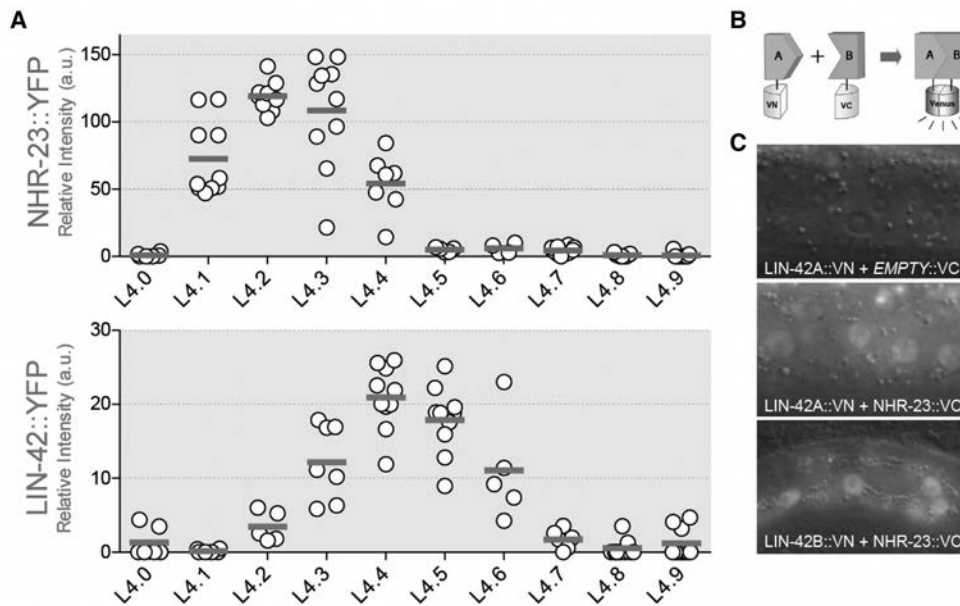 A
NHR-23::YFP
Relative Intensity (a.u.)
150
100
50
0
L4.0 L4.1 L4.2 L4.3 L4.4 L4.5 L4.6 L4.7 L4.8 L4.9
LIN-42::YFP
Relative Intensity (a.u.)
30
20
10
0
L4.0 L4.1 L4.2 L4.3 L4.4 L4.5 L4.6 L4.7 L4.8 L4.9
B
A + B A B
VN VC Venus
C
LIN-42A::VN + EMPTY::VC
LIN-42A::VN + NHR-23::VC
LIN-42B::VN + NHR-23::VC